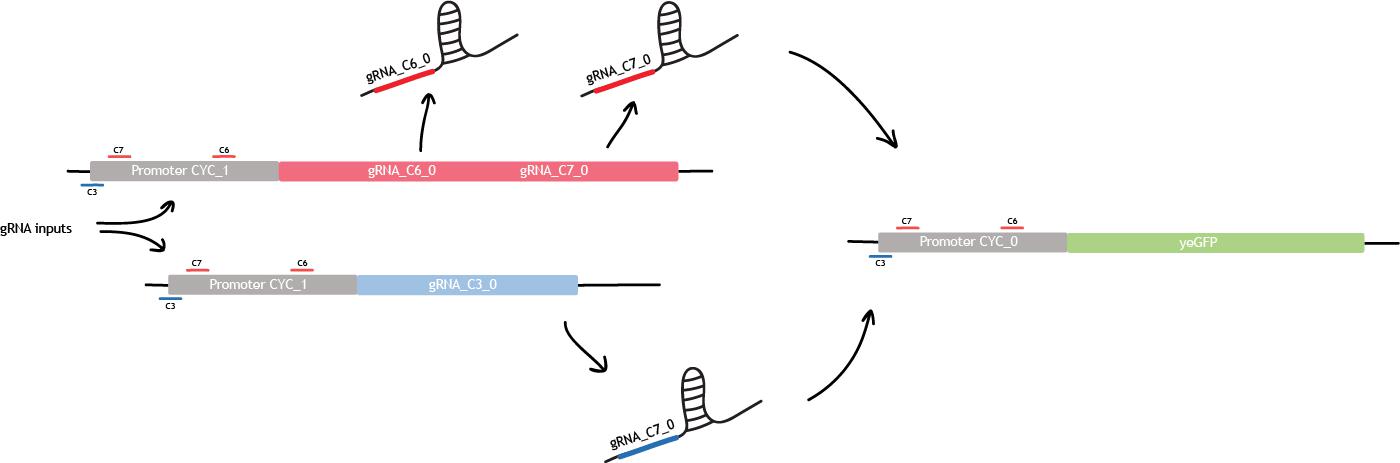 gRNA_C6_0
gRNA_C7_0
C7
C6
Promoter CYC_1
gRNA_C6_0
gRNA_C7_0
C3
gRNA inputs
C7
C6
Promoter CYC_1
gRNA_C3_0
C3
C7
C6
Promoter CYC_0
yeGFP
C3
gRNA_C7_0